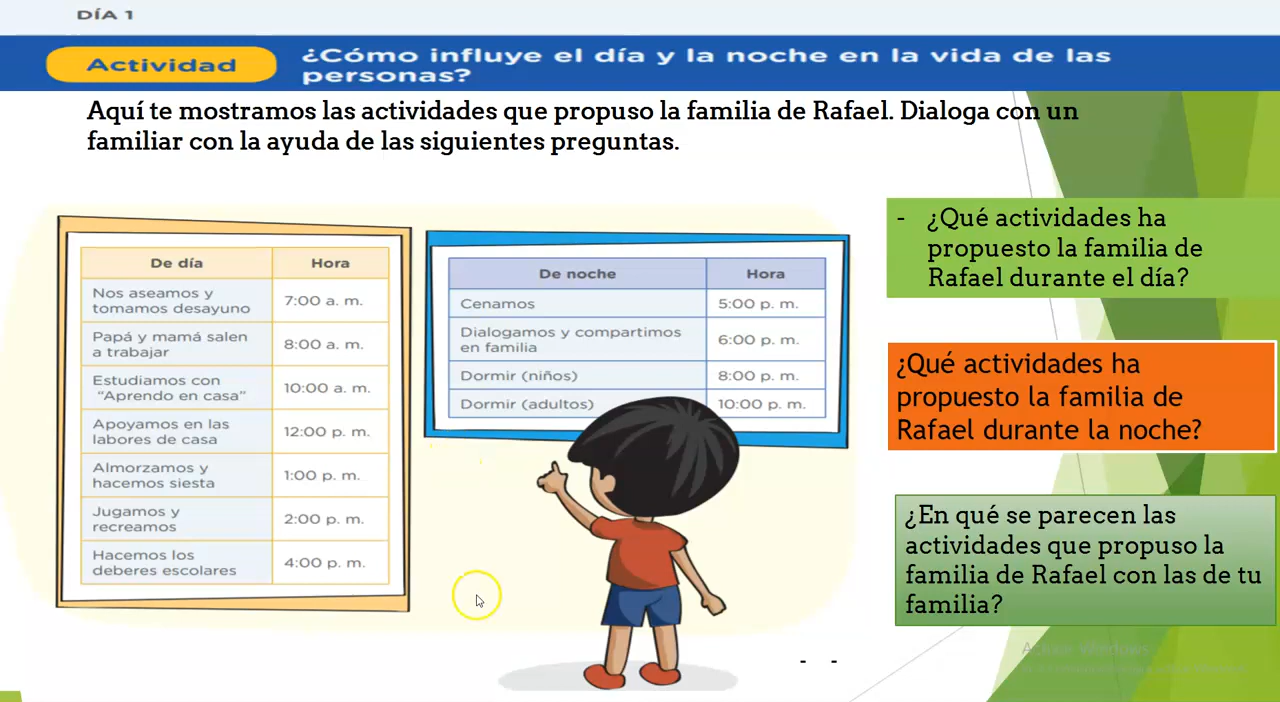 DÍA 1
Actividad
¿Cómo influye el día y la noche en la vida de las
personas?
Aquí te mostramos las actividades que propuso la familia de Rafael. Dialoga con un
familiar con la ayuda de las siguientes preguntas.
De día Hora
Nos aseamos y
tomamos desayuno
7:00 a. m.
Papá y mamá salen
a trabajar
8:00 a. m.
Estudiamos con
“Aprendo en casa”
10:00 a. m.
Apoyamos en las
labores de casa
12:00 p. m.
Almorzamos y
hacemos siesta
1:00 p. m.
Jugamos y
recreamos
2:00 p. m.
Hacemos los
deberes escolares
4:00 p. m.
De noche Hora
Cenamos 5:00 p. m.
Dialogamos y compartimos
en familia
6:00 p. m.
Dormir (niños) 8:00 p. m.
Dormir (adultos) 10:00 p. m.
- ¿Qué actividades ha
propuesto la familia de
Rafael durante el día?
¿Qué actividades ha
propuesto la familia de
Rafael durante la noche?
¿En qué se parecen las
actividades que propuso la
familia de Rafael con las de tu
familia?
- -
Activar Windows